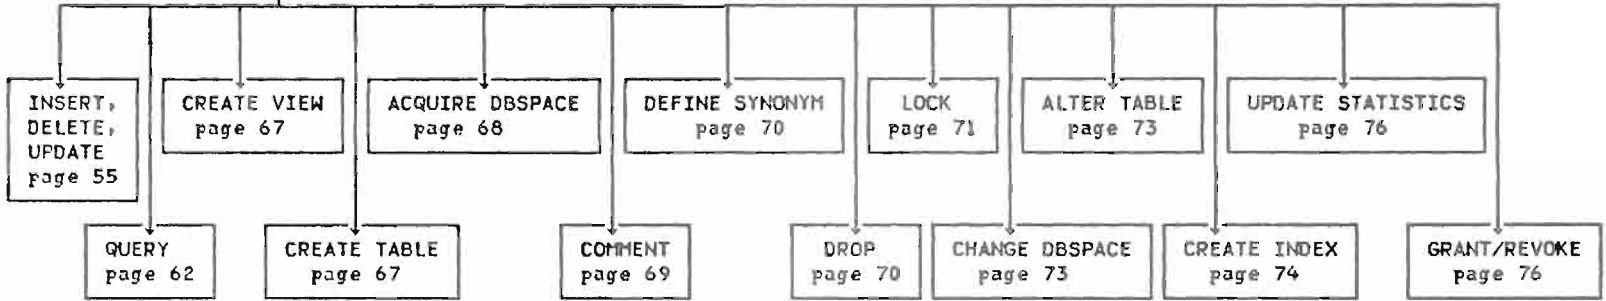 INSERT,
DELETE,
UPDATE
page 55
CREATE VIEW
page 67
ACQUIRE DBSPACE
page 68
DEFINE SYNONYM
page 70
LOCK
page 71
ALTER TABLE
page 73
UPDATE STATISTICS
page 76
QUERY
page 62
CREATE TABLE
page 67
COMMENT
page 69
DROP
page 70
CHANGE DBSPACE
page 73
CREATE INDEX
page 74
GRANT/REVOKE
page 76